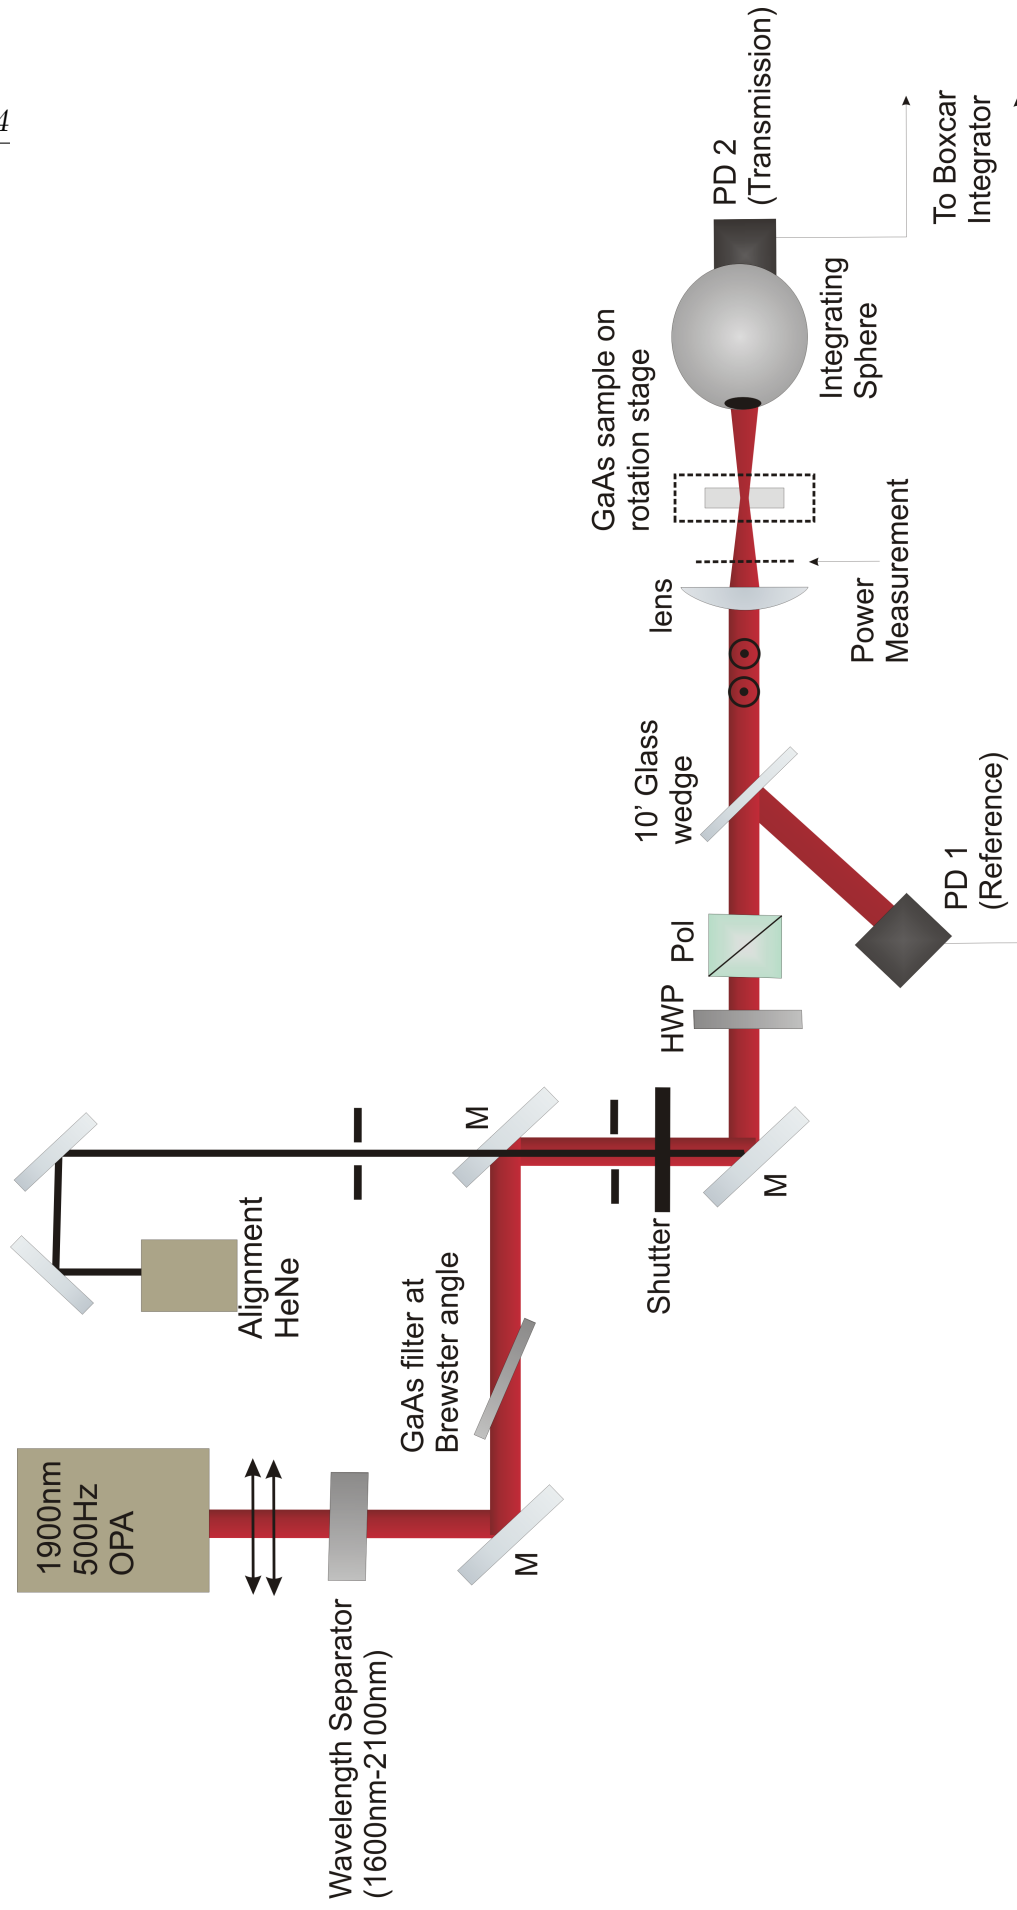 4
1900nm
500Hz
OPA
Wavelength Separator
(1600nm-2100nm)
M
GaAs filter at
Brewster angle
Alignment
HeNe
M
Shutter
M
HWP
Pol
10’ Glass
wedge
PD 1
(Reference)
lens
Power
Measurement
GaAs sample on
rotation stage
Integrating
Sphere
PD 2
(Transmission)
To Boxcar
Integrator